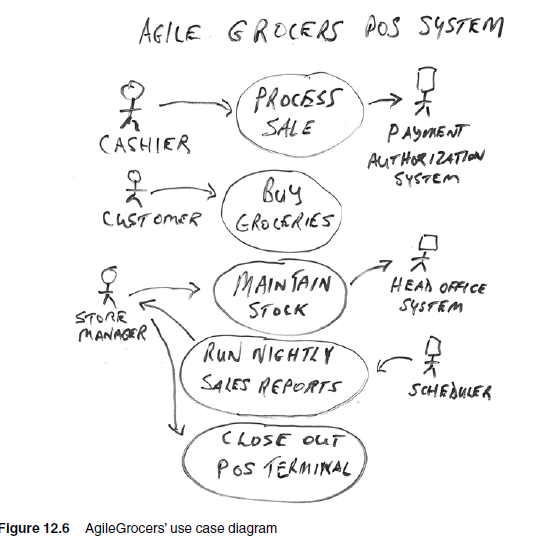 AGILE GROCERS POS SYSTEM
CASHIER
PROCESS
SALE
PAYMENT
AUTHORIZATION
SYSTEM
CUSTOMER
BUY
GROCERIES
STORE
MANAGER
MAINTAIN
STOCK
HEAD OFFICE
SYSTEM
RUN NIGHTLY
SALES REPORTS
SCHEDULER
CLOSE OUT
POS TERMINAL
Figure 12.6 AgileGrocers' use case diagram